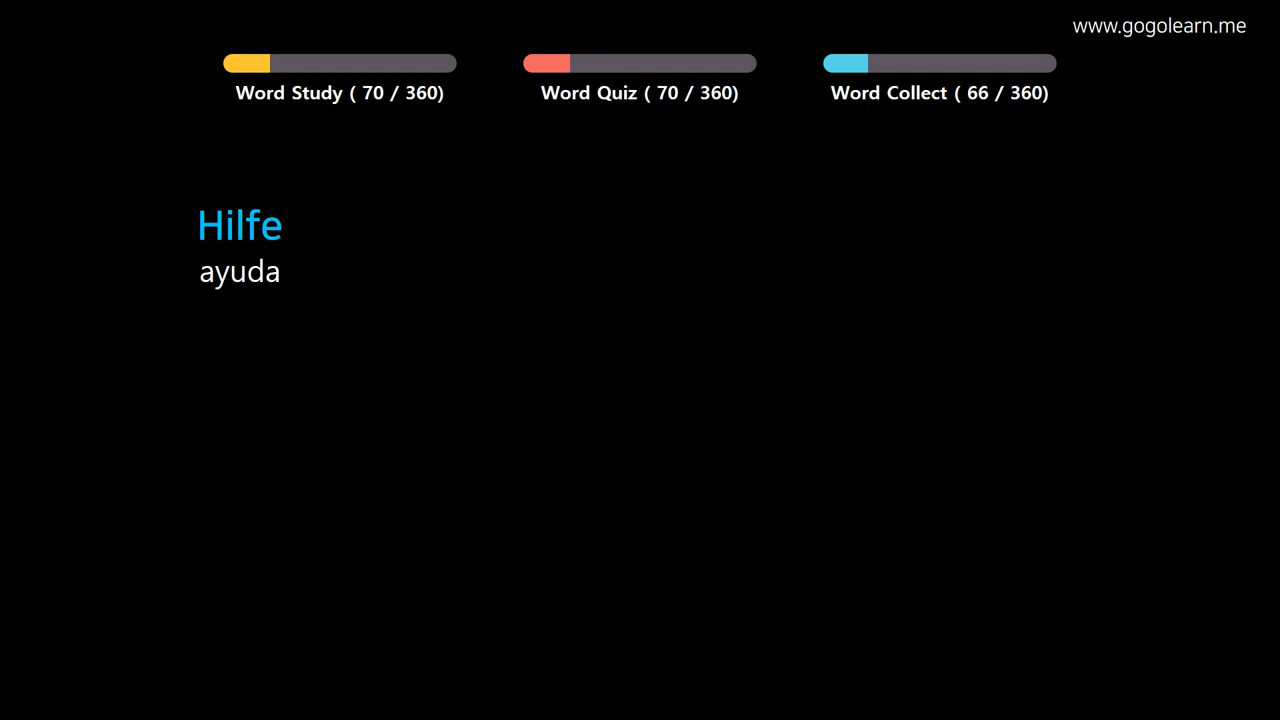 www.gogolearn.me
Word Study ( 70 / 360)
Word Quiz ( 70 / 360)
Word Collect ( 66 / 360)
Hilfe
ayuda